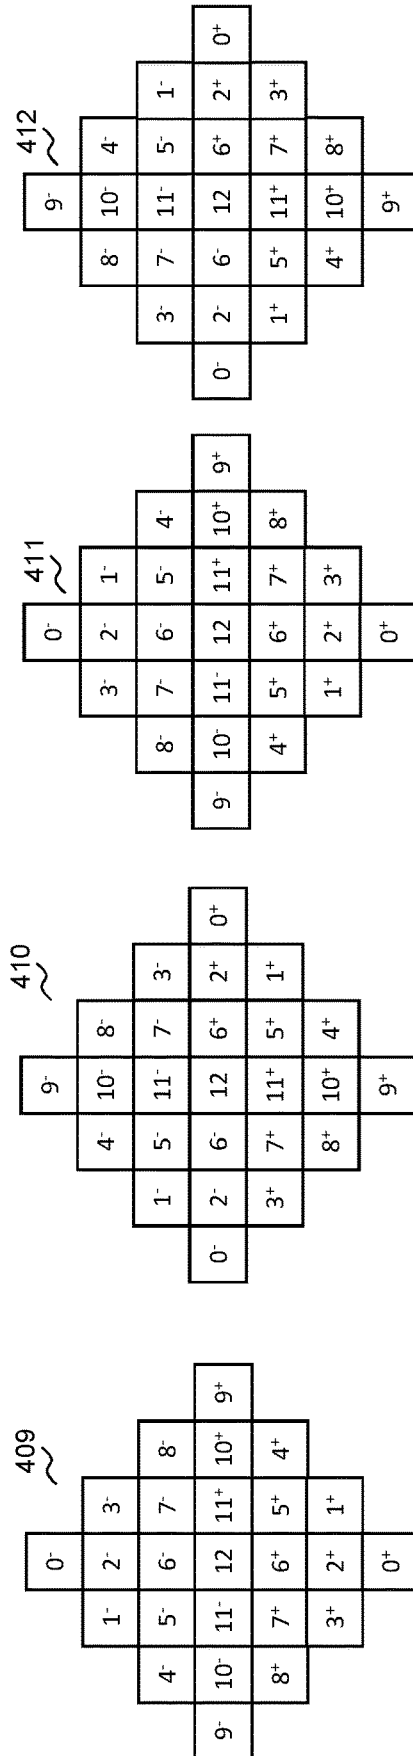 409
0⁻
1⁻ 2⁻ 3⁻
4⁻ 5⁻ 6⁻ 7⁻ 8⁻
9⁻ 10⁻ 11⁻ 12 11⁺ 10⁺ 9⁺
8⁺ 7⁺ 6⁺ 5⁺ 4⁺
3⁺ 2⁺ 1⁺
0⁺
410
9⁻
4⁻ 10⁻ 8⁻
1⁻ 5⁻ 11⁻ 7⁻ 3⁻
0⁻ 2⁻ 6⁻ 12 6⁺ 2⁺ 0⁺
3⁺ 7⁺ 11⁺ 5⁺ 1⁺
8⁺ 10⁺ 4⁺
9⁺
411
0⁻
3⁻ 2⁻ 1⁻
8⁻ 7⁻ 6⁻ 5⁻ 4⁻
9⁻ 10⁻ 11⁻ 12 11⁺ 10⁺ 9⁺
4⁺ 5⁺ 6⁺ 7⁺ 8⁺
1⁺ 2⁺ 3⁺
0⁺
412
9⁻
8⁻ 10⁻ 4⁻
3⁻ 7⁻ 11⁻ 5⁻ 1⁻
0⁻ 2⁻ 6⁻ 12 6⁺ 2⁺ 0⁺
1⁺ 5⁺ 11⁺ 7⁺ 3⁺
4⁺ 10⁺ 8⁺
9⁺